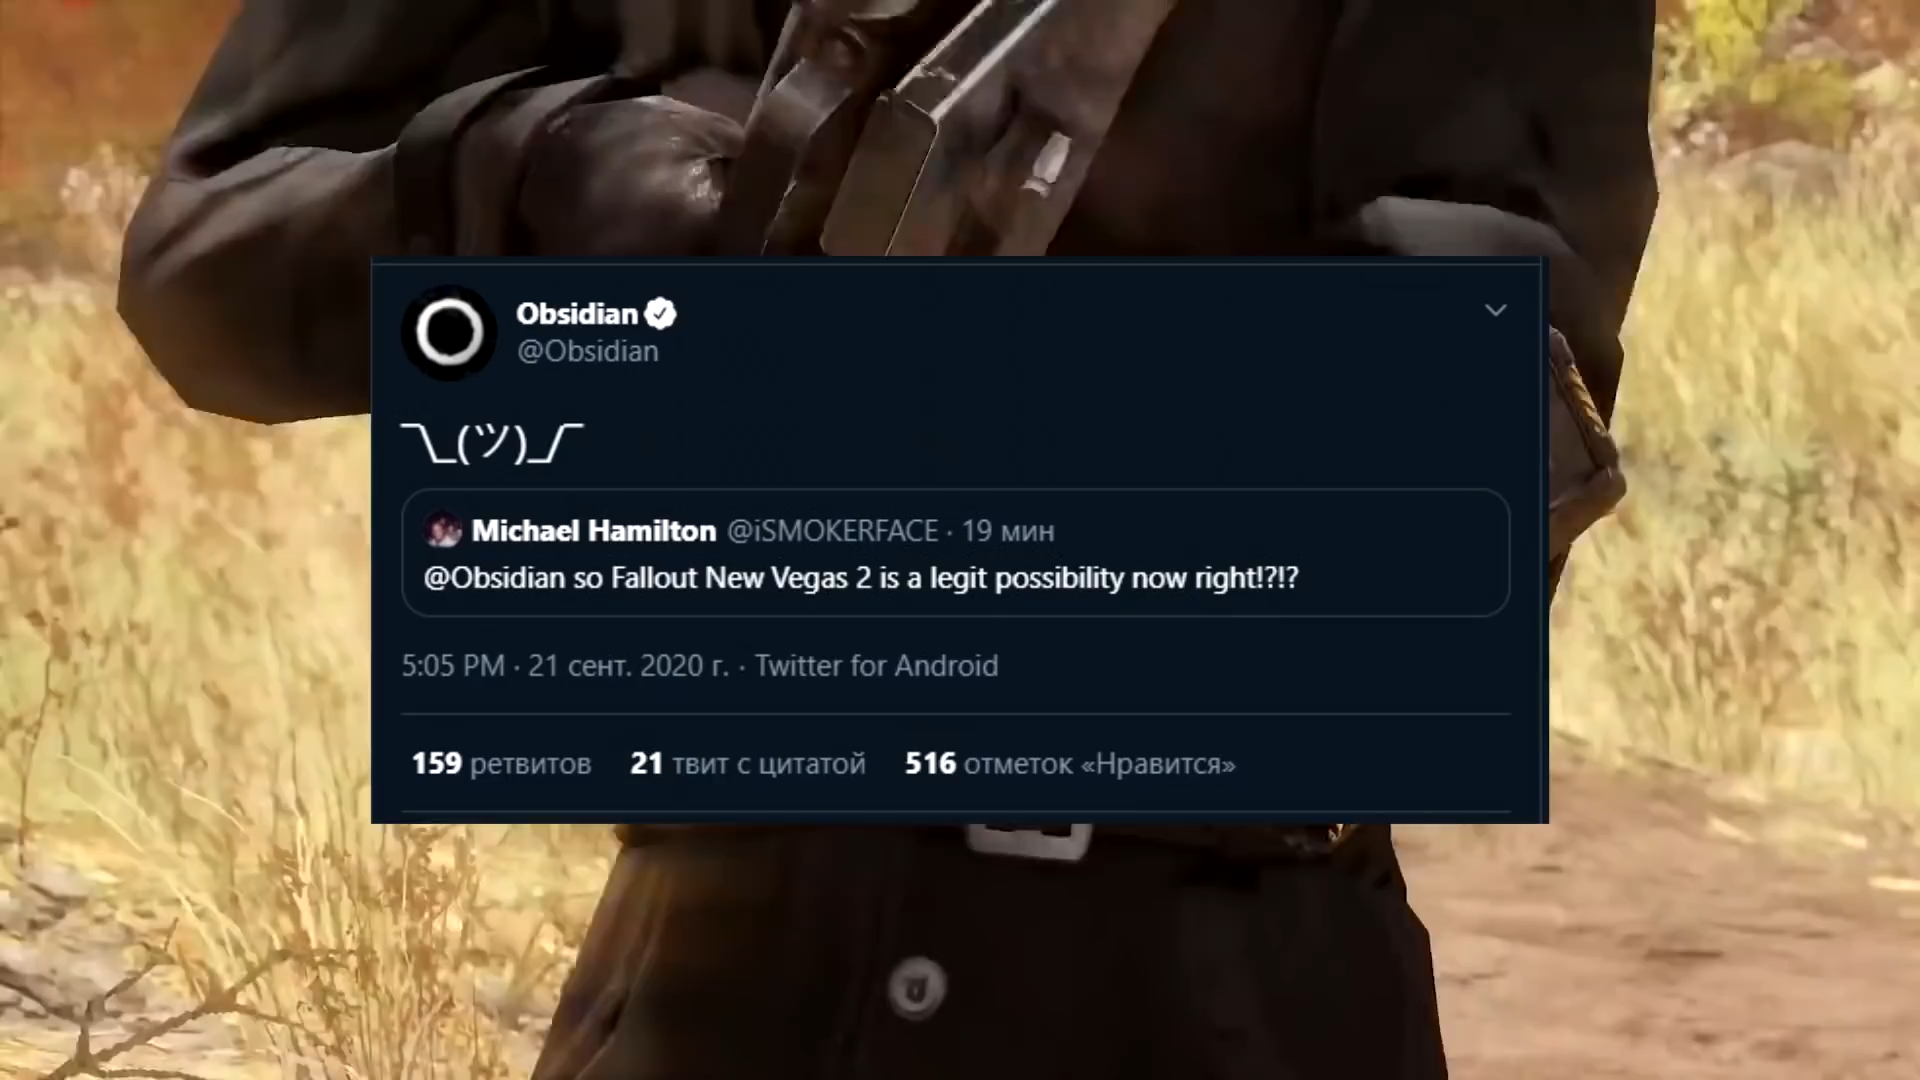 Obsidian
@Obsidian
¯\_(ツ)_/¯
Michael Hamilton @iSMOKERFACE · 19 мин
@Obsidian so Fallout New Vegas 2 is a legit possibility now right!?!?
5:05 PM · 21 сент. 2020 г. · Twitter for Android
159 ретвитов 21 твит с цитатой 516 отметок «Нравится»